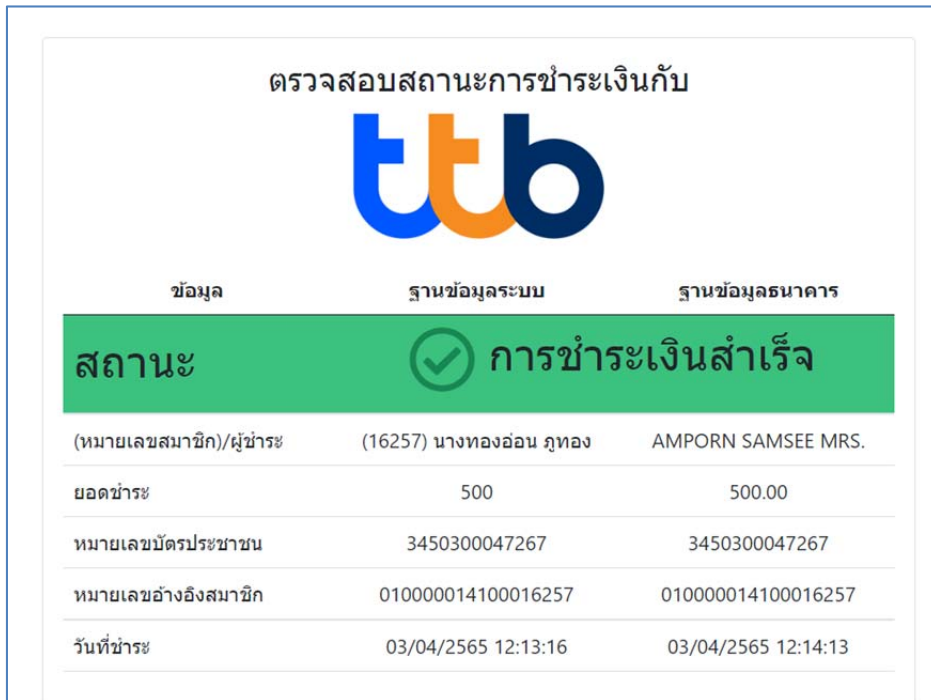 ตรวจสอบสถานะการชำระเงินกับ
ttb
ข้อมูล ฐานข้อมูลระบบ ฐานข้อมูลธนาคาร
สถานะ การชำระเงินสำเร็จ
(หมายเลขสมาชิก)/ผู้ชำระ (16257) นางทองอ่อน ภูทอง AMPORN SAMSEE MRS.
ยอดชำระ 500 500.00
หมายเลขบัตรประชาชน 3450300047267 3450300047267
หมายเลขอ้างอิงสมาชิก 010000014100016257 010000014100016257
วันที่ชำระ 03/04/2565 12:13:16 03/04/2565 12:14:13